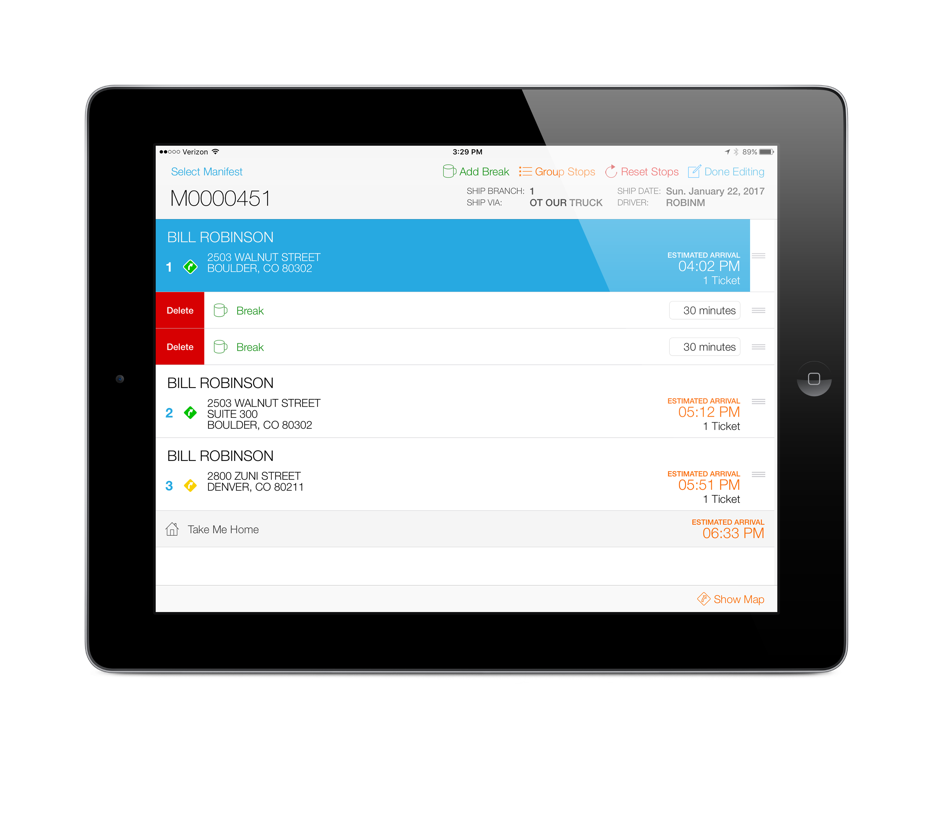 Verizon 3:29 PM 89%
Select Manifest Add Break Group Stops Reset Stops Done Editing
M0000451
SHIP BRANCH: 1 SHIP DATE: Sun. January 22, 2017
SHIP VIA: OT OUR TRUCK DRIVER: ROBINM
BILL ROBINSON
1
2503 WALNUT STREET
BOULDER, CO 80302
ESTIMATED ARRIVAL
04:02 PM
1 Ticket
Delete Break 30 minutes
Delete Break 30 minutes
BILL ROBINSON
2
2503 WALNUT STREET
SUITE 300
BOULDER, CO 80302
ESTIMATED ARRIVAL
05:12 PM
1 Ticket
BILL ROBINSON
3
2800 ZUNI STREET
DENVER, CO 80211
ESTIMATED ARRIVAL
05:51 PM
1 Ticket
Take Me Home
ESTIMATED ARRIVAL
06:33 PM
Show Map